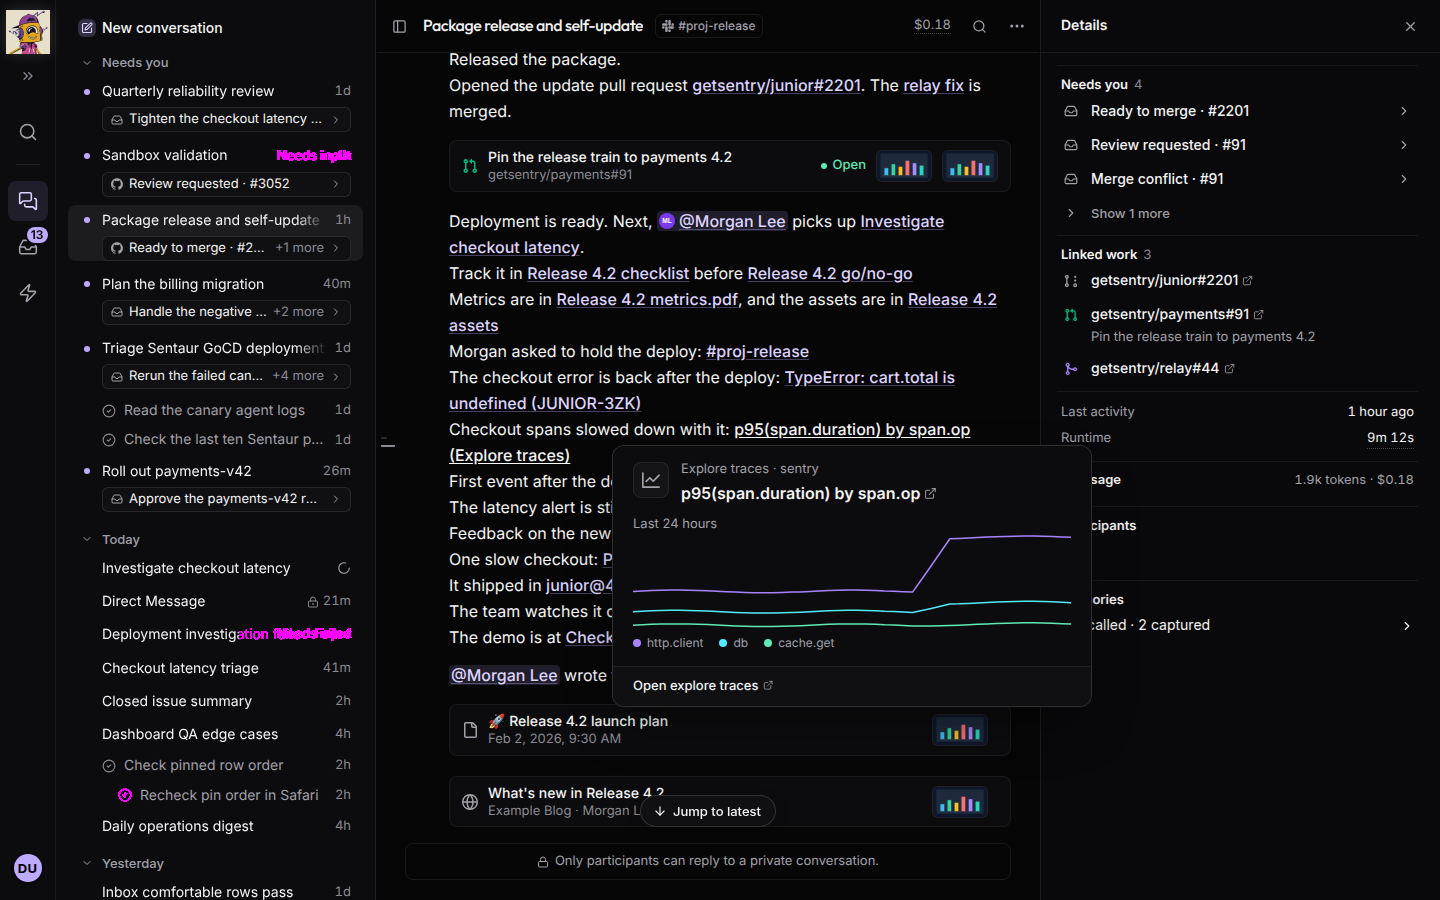 New conversation
Needs you
Quarterly reliability review 1d
Tighten the checkout latency ...
Sandbox validation
Review requested · #3052
Package release and self-update 1h
Ready to merge · #2... +1 more
13
Plan the billing migration 40m
Handle the negative ... +2 more
Triage Sentaur GoCD deployment 1d
Rerun the failed can... +4 more
Read the canary agent logs 1d
Check the last ten Sentaur p... 1d
Roll out payments-v42 26m
Approve the payments-v42 r...
Today
Investigate checkout latency
Direct Message 21m
Deployment investigation
Checkout latency triage 41m
Closed issue summary 2h
Dashboard QA edge cases 4h
Check pinned row order 2h
Recheck pin order in Safari 2h
Daily operations digest 4h
Yesterday
Inbox comfortable rows pass 1d
DU
Package release and self-update #proj-release $0.18
Released the package.
Opened the update pull request getsentry/junior#2201. The relay fix is
merged.
Pin the release train to payments 4.2
getsentry/payments#91
Open
Deployment is ready. Next, ML @Morgan Lee picks up Investigate
checkout latency.
Track it in Release 4.2 checklist before Release 4.2 go/no-go
Metrics are in Release 4.2 metrics.pdf, and the assets are in Release 4.2
assets
Morgan asked to hold the deploy: #proj-release
The checkout error is back after the deploy: TypeError: cart.total is
undefined (JUNIOR-3ZK)
Checkout spans slowed down with it: p95(span.duration) by span.op
(Explore traces)
First event after the
The latency alert is
Feedback on the new
One slow checkout:
It shipped in
The team watches it
The demo is at
@Morgan Lee wrote
Explore traces · sentry
p95(span.duration) by span.op
Last 24 hours
http.client db cache.get
Open explore traces
🚀 Release 4.2 launch plan
Feb 2, 2026, 9:30 AM
What's new in Release 4.2
Example Blog · Morgan
Jump to latest
Only participants can reply to a private conversation.
Details
Needs you 4
Ready to merge · #2201
Review requested · #91
Merge conflict · #91
Show 1 more
Linked work 3
getsentry/junior#2201
getsentry/payments#91
Pin the release train to payments 4.2
getsentry/relay#44
Last activity 1 hour ago
Runtime 9m 12s
1.9k tokens · $0.18
called · 2 captured